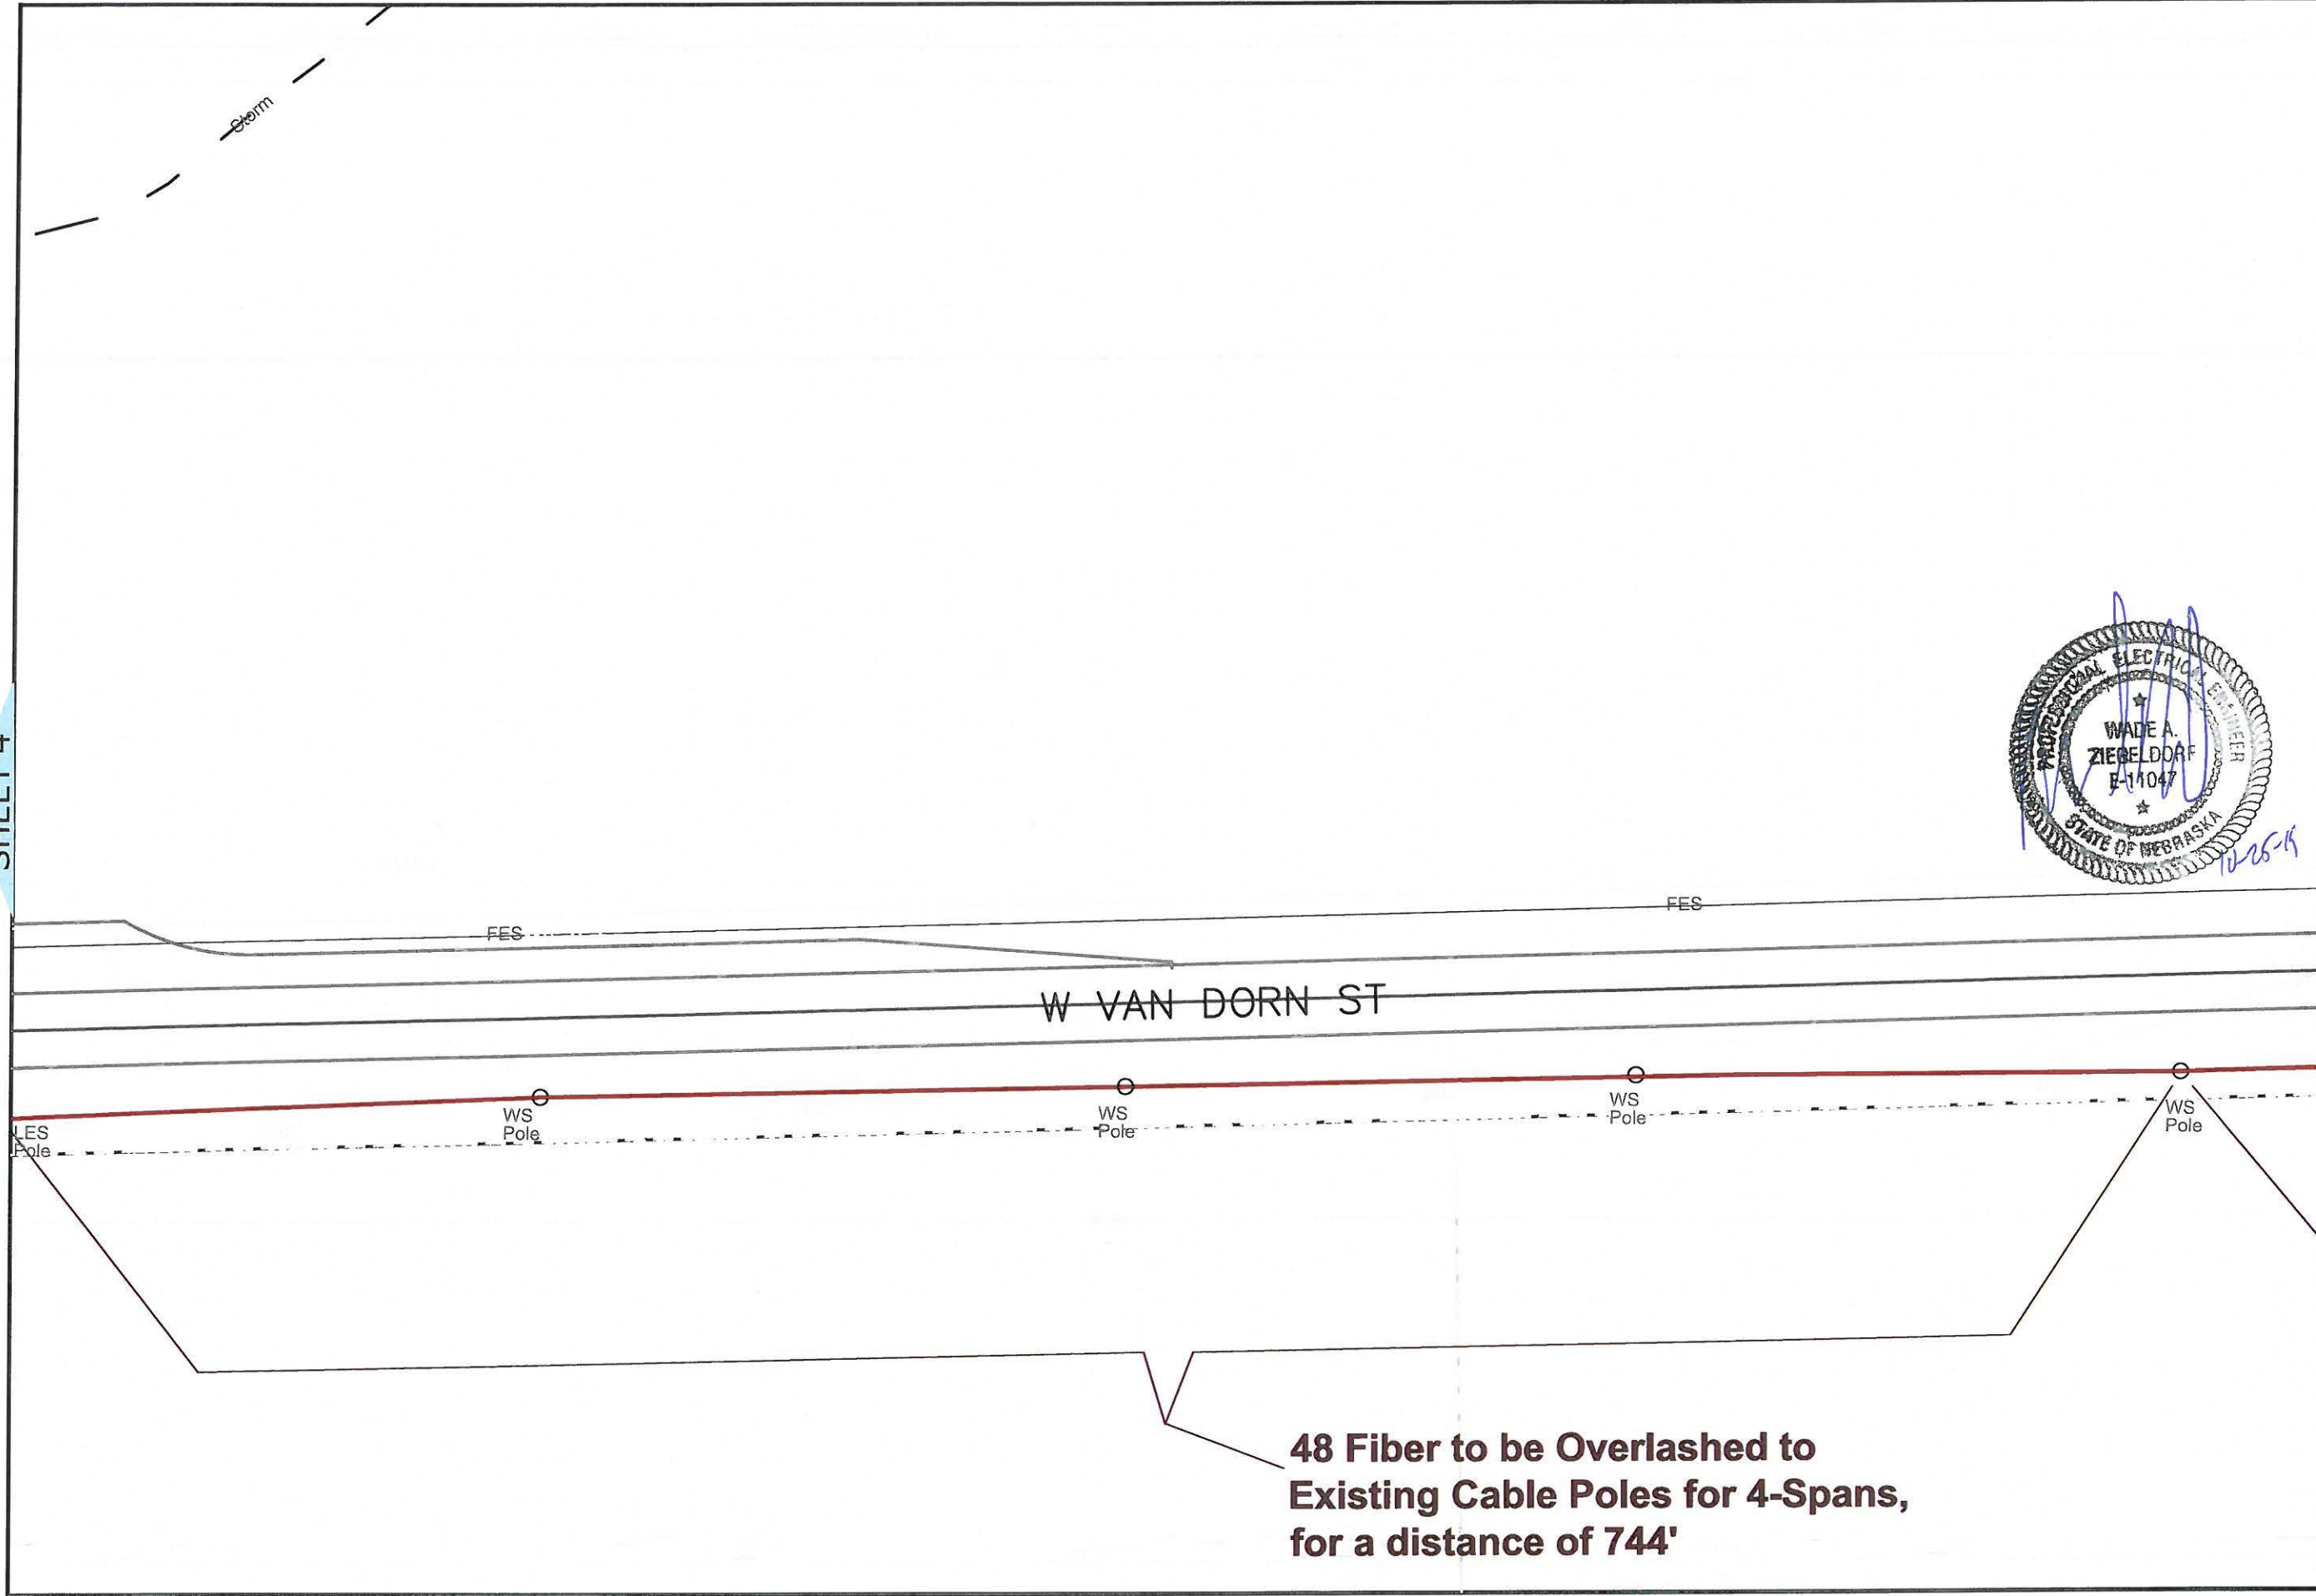 Storm
SHEET 4
PROFESSIONAL ELECTRICAL ENGINEER
WADE A.
ZIEBELDORF
E-11047
STATE OF NEBRASKA
FES
FES
W VAN DORN ST
LES
Pole
WS
Pole
WS
Pole
WS
Pole
WS
Pole
48 Fiber to be Overlashed to
Existing Cable Poles for 4-Spans,
for a distance of 744'